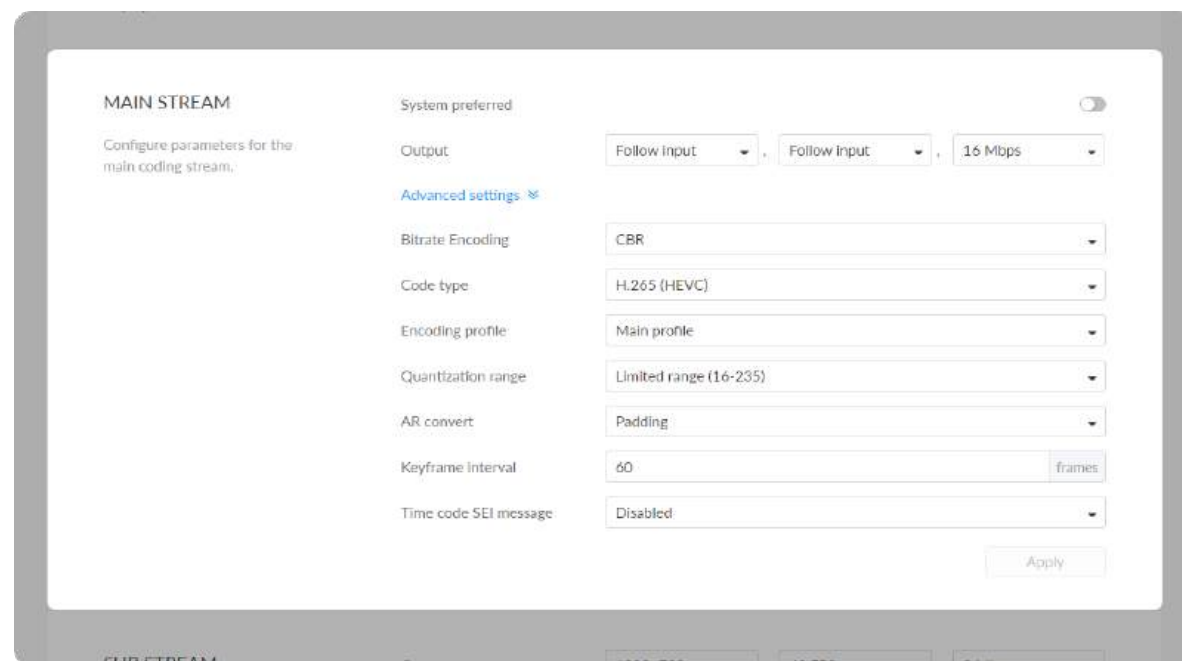 MAIN STREAM
Configure parameters for the
main coding stream.
System preferred
Output Follow input , Follow input , 16 Mbps
Advanced settings
Bitrate Encoding CBR
Code type H.265 (HEVC)
Encoding profile Main profile
Quantization range Limited range (16-235)
AR convert Padding
Keyframe interval 60 frames
Time code SEI message Disabled
Apply
SUB STREAM